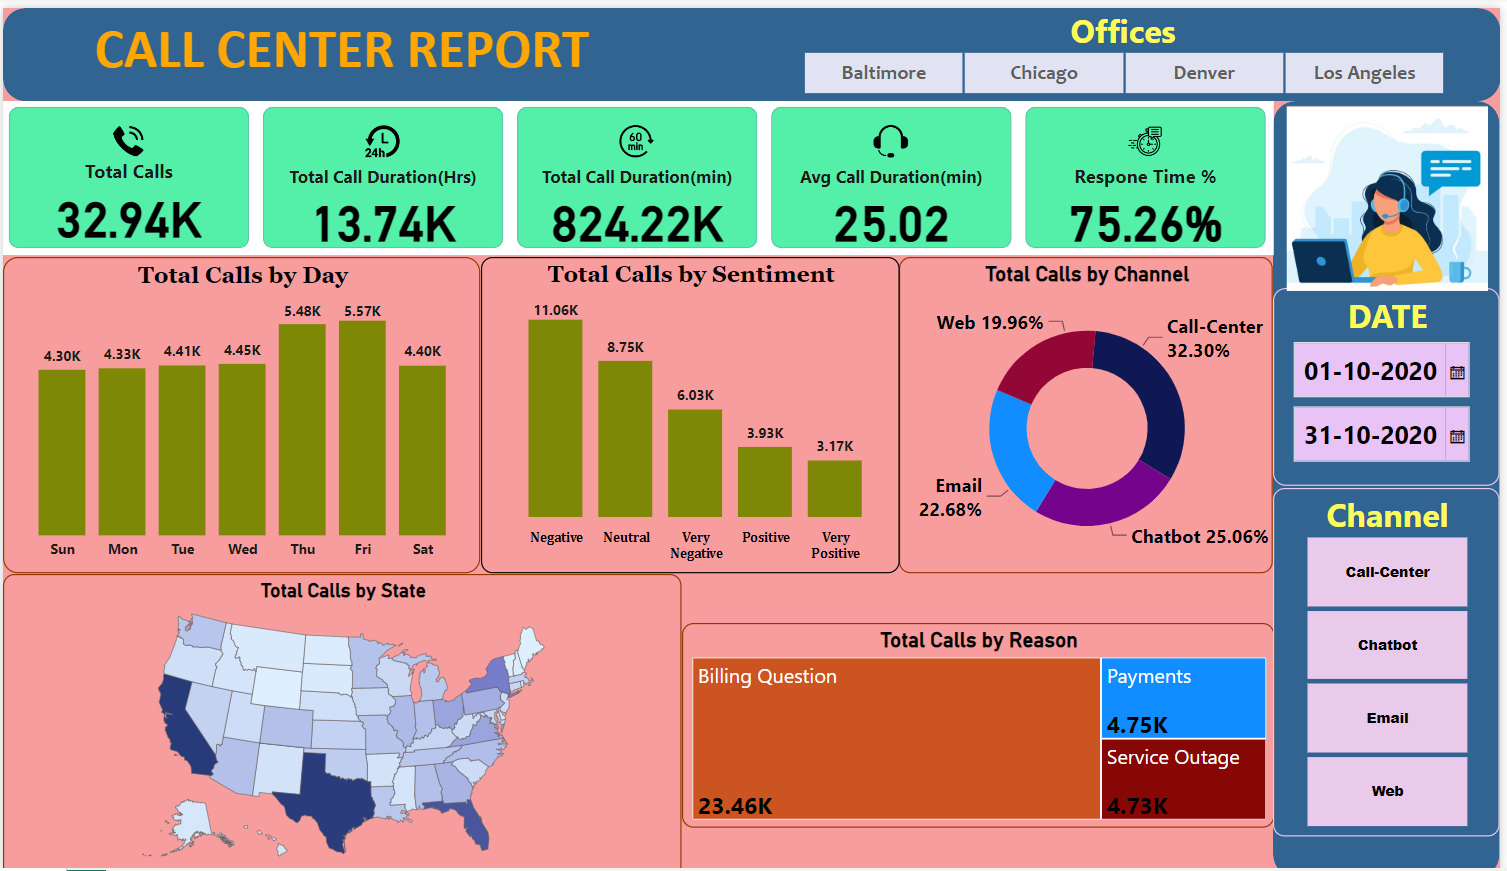 CALL CENTER REPORT
Offices
Baltimore
Chicago
Denver
Los Angeles
Total Calls
32.94K
24h
Total Call Duration(Hrs)
13.74K
60
min
Total Call Duration(min)
824.22K
Avg Call Duration(min)
25.02
Respone Time %
75.26%
Total Calls by Day
4.30K
4.33K
4.41K
4.45K
5.48K
5.57K
4.40K
Sun
Mon
Tue
Wed
Thu
Fri
Sat
Total Calls by Sentiment
11.06K
8.75K
6.03K
3.93K
3.17K
Negative
Neutral
Very
Negative
Positive
Very
Positive
Total Calls by Channel
Web 19.96%
Call-Center
32.30%
Email
22.68%
Chatbot 25.06%
DATE
01-10-2020
31-10-2020
Channel
Call-Center
Chatbot
Email
Web
Total Calls by State
Total Calls by Reason
Billing Question
23.46K
Payments
4.75K
Service Outage
4.73K